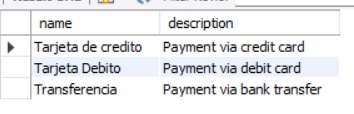 name description
Tarjeta de credito Payment via credit card
Tarjeta Debito Payment via debit card
Transferencia Payment via bank transfer